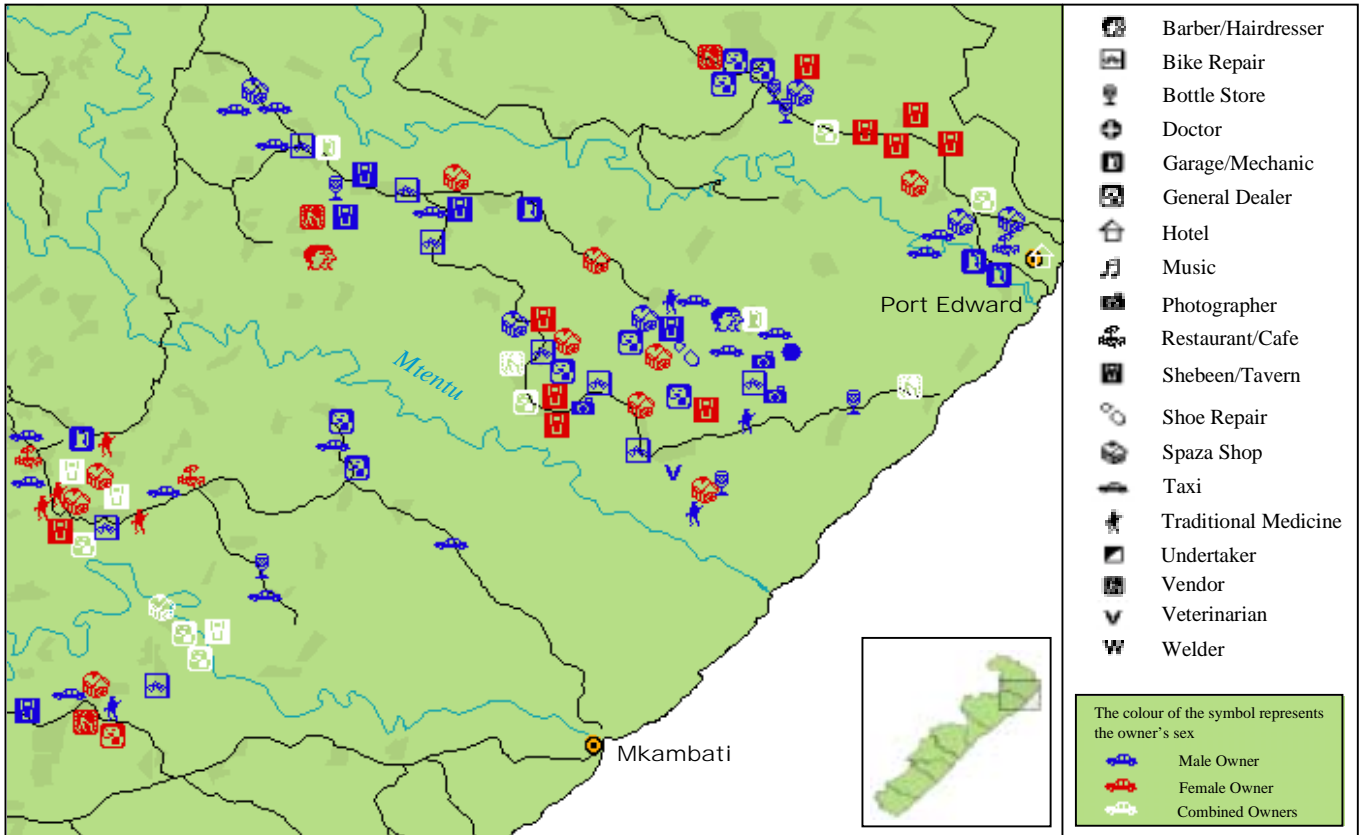 Port Edward
Mtentu
Mkambati
Barber/Hairdresser
Bike Repair
Bottle Store
Doctor
Garage/Mechanic
General Dealer
Hotel
Music
Photographer
Restaurant/Cafe
Shebeen/Tavern
Shoe Repair
Spaza Shop
Taxi
Traditional Medicine
Undertaker
Vendor
Veterinarian
Welder
The colour of the symbol represents
the owner's sex
Male Owner
Female Owner
Combined Owners